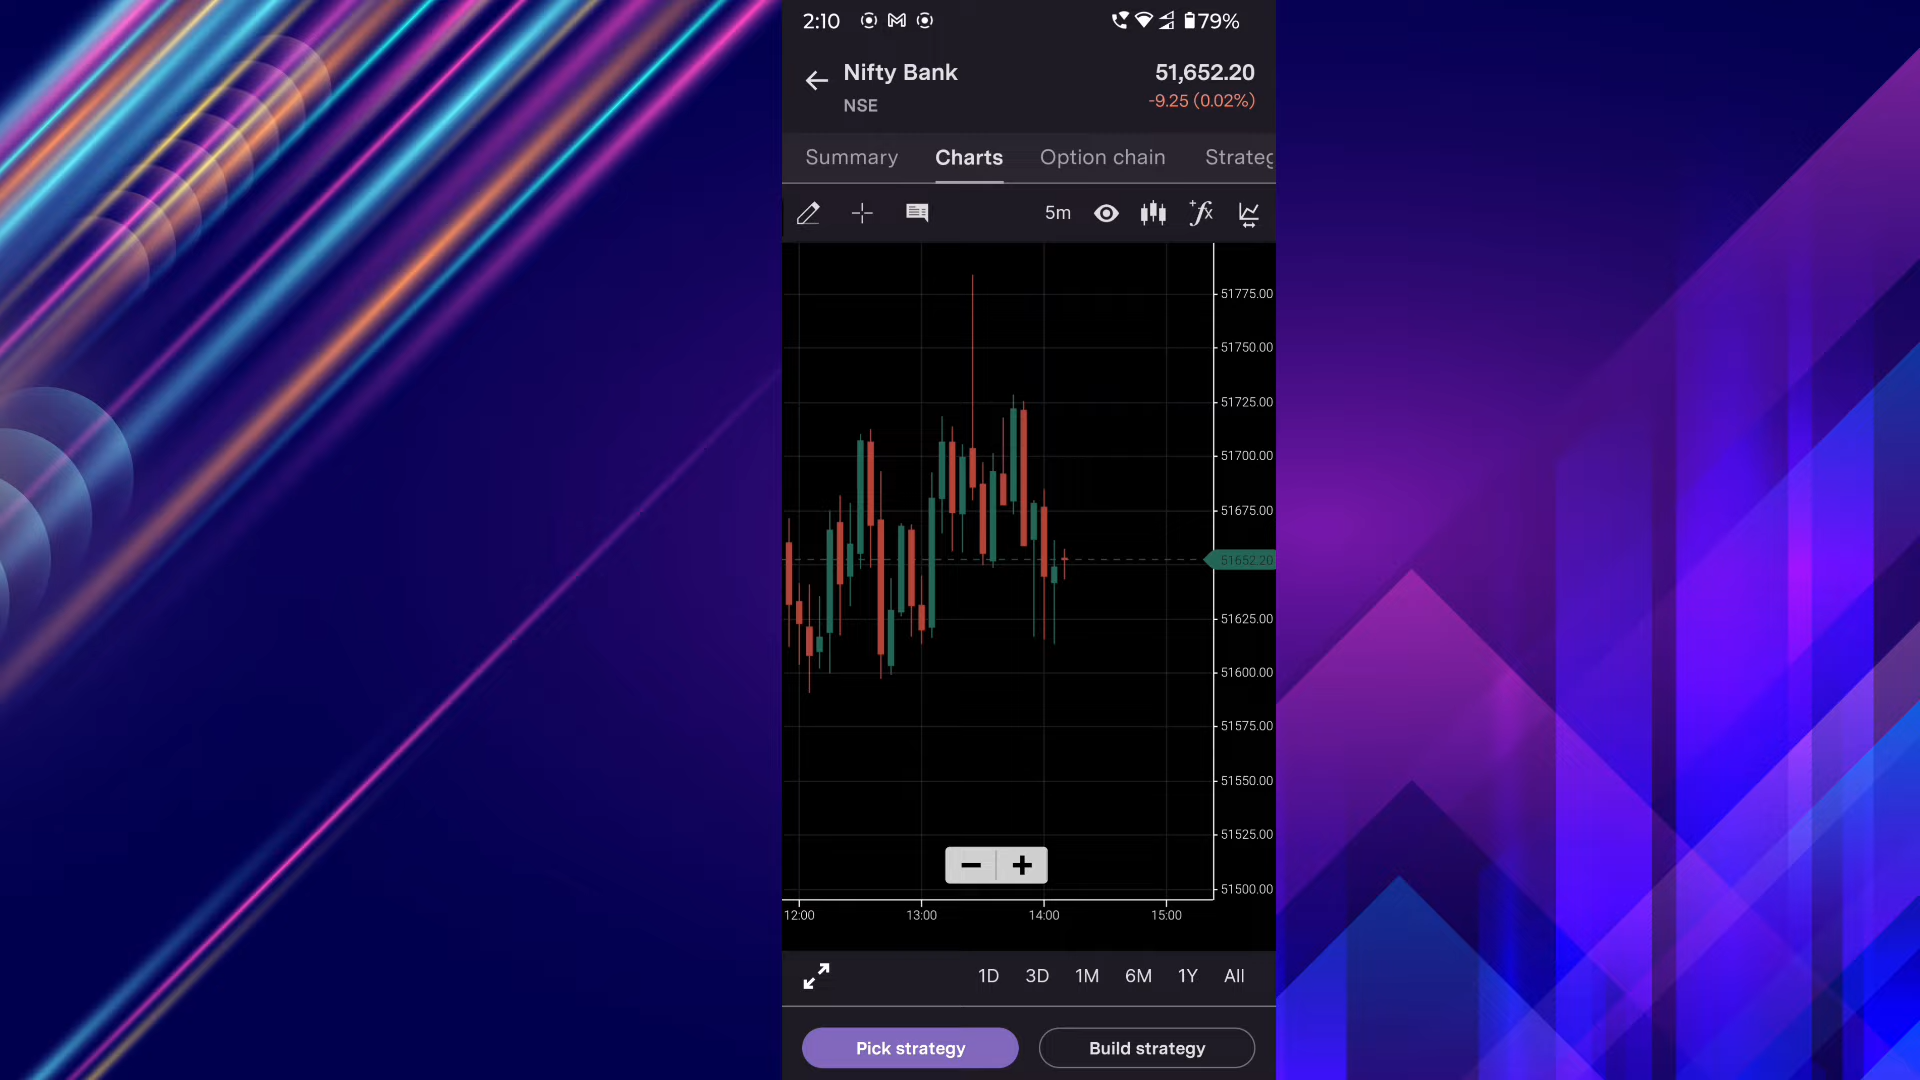 2:10 79%
Nifty Bank 51,652.20
NSE -9.25 (0.02%)
Summary Charts Option chain Strateg
5m fx
51775.00
51750.00
51725.00
51700.00
51675.00
51652.20
51625.00
51600.00
51575.00
51550.00
51525.00
51500.00
12:00 13:00 14:00 15:00
1D 3D 1M 6M 1Y All
Pick strategy Build strategy